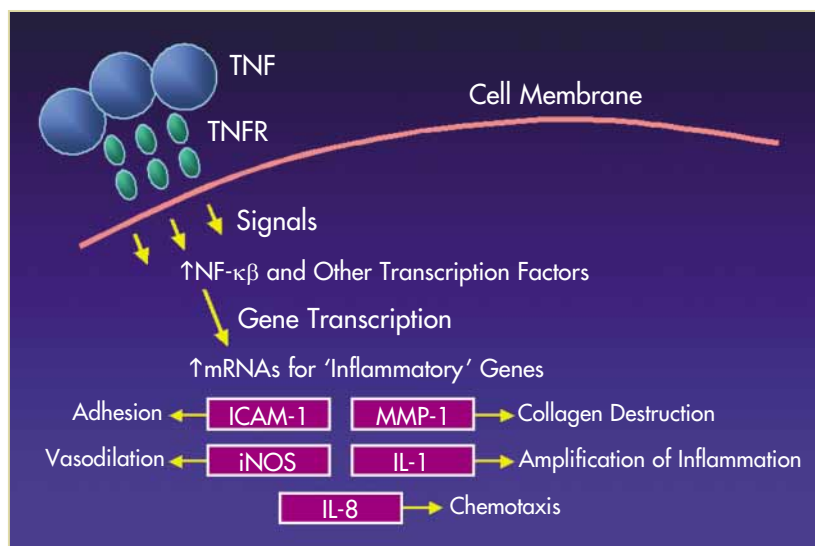 TNF
Cell Membrane
TNFR
Signals
↑NF-κβ and Other Transcription Factors
Gene Transcription
↑mRNAs for ‘Inflammatory’ Genes
Adhesion ICAM-1 MMP-1 Collagen Destruction
Vasodilation iNOS IL-1 Amplification of Inflammation
IL-8 Chemotaxis